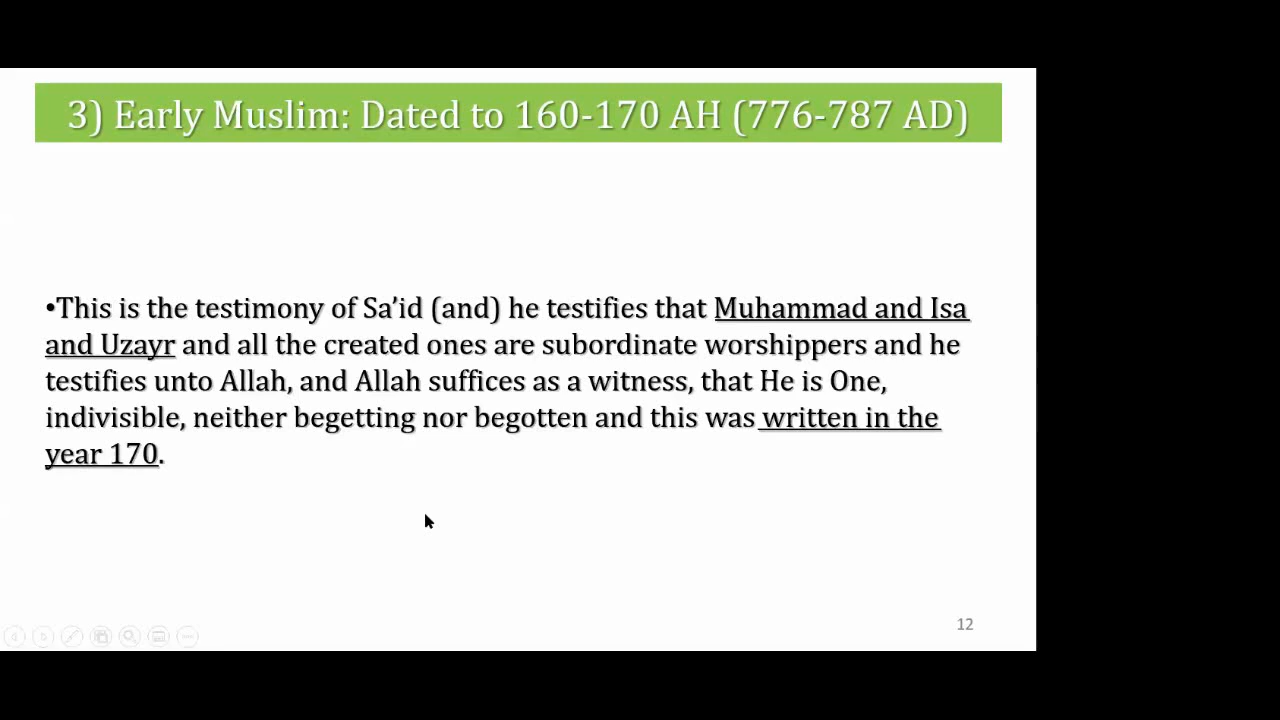 3) Early Muslim: Dated to 160-170 AH (776-787 AD)
•This is the testimony of Sa’id (and) he testifies that Muhammad and Isa
and Uzayr and all the created ones are subordinate worshippers and he
testifies unto Allah, and Allah suffices as a witness, that He is One,
indivisible, neither begetting nor begotten and this was written in the
year 170.
12